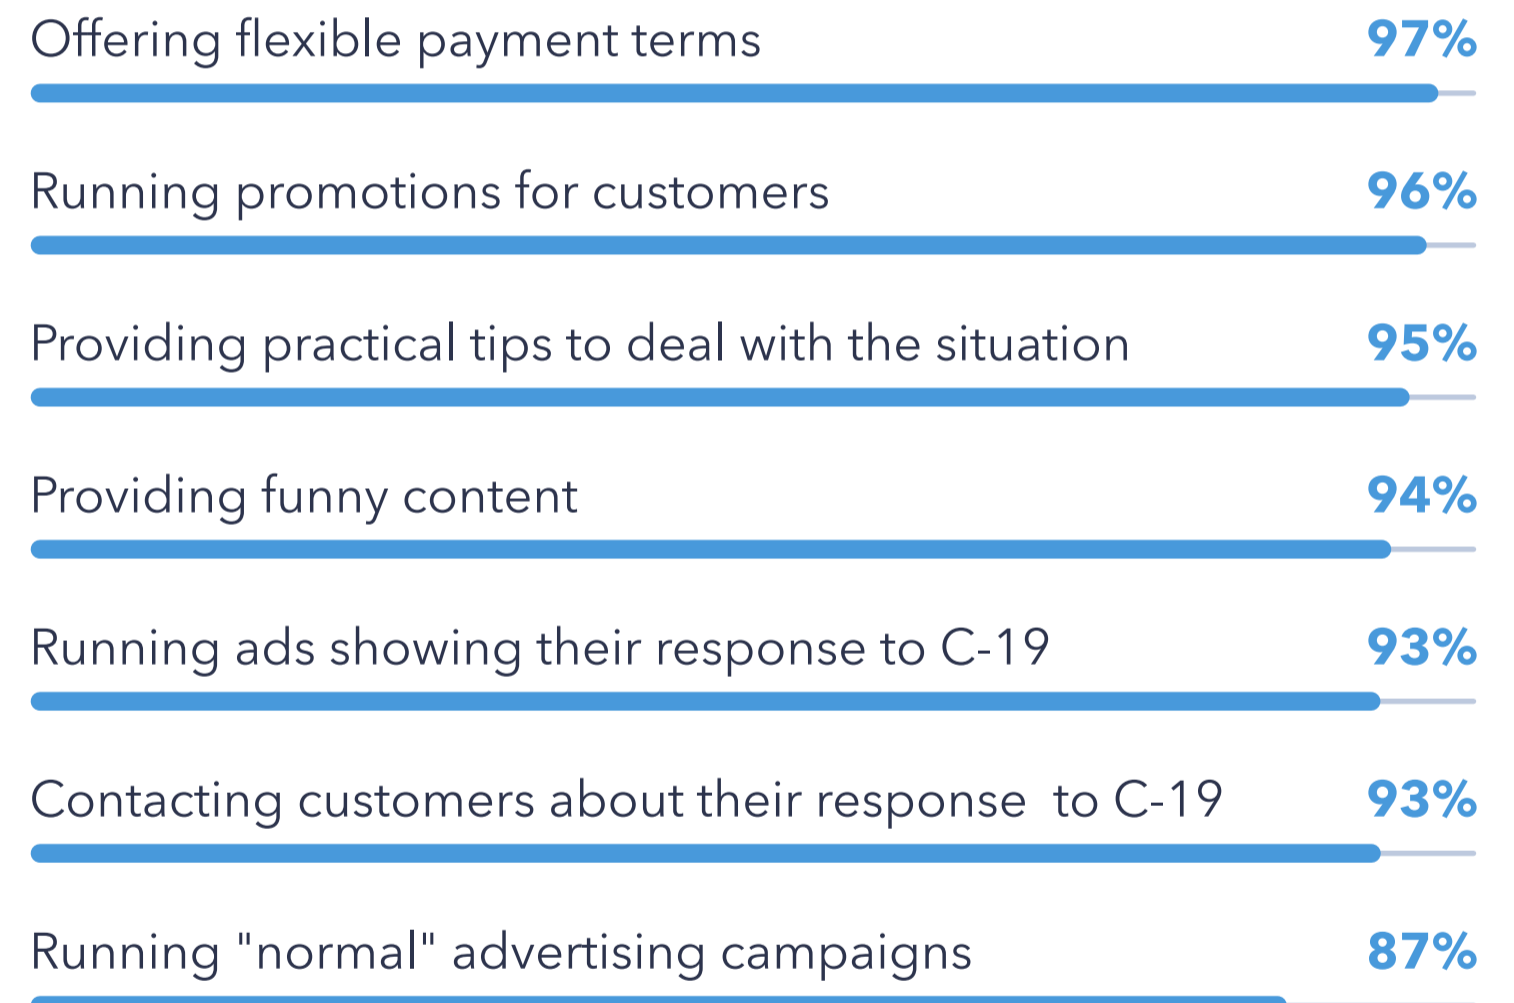 Offering flexible payment terms 97%
Running promotions for customers 96%
Providing practical tips to deal with the situation 95%
Providing funny content 94%
Running ads showing their response to C-19 93%
Contacting customers about their response  to C-19 93%
Running "normal" advertising campaigns 87%